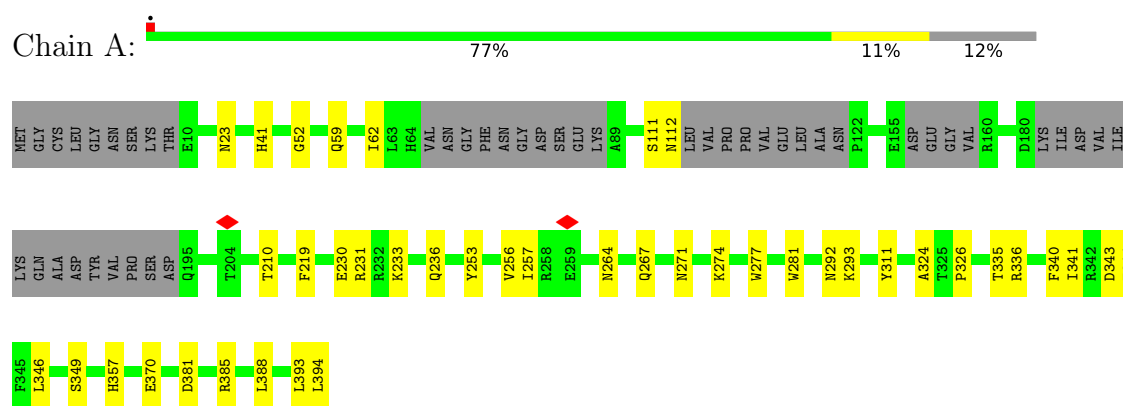 Chain A:
77% 11% 12%
MET GLY CYS LEU GLY ASN SER LYS THR E10 N23 H41 G52 Q59 I62 L63 H64 VAL ASN GLY PHE ASN GLY ASP SER GLU LYS A89 S111 N112 LEU VAL PRO PRO VAL GLU LEU ALA ASN P122 E155 ASP GLU GLY VAL R160 D180 LYS ILE ASP VAL ILE
LYS GLN ALA ASP TYR VAL PRO SER ASP Q195 T204 T210 F219 E230 R231 R232 K233 Q236 Y253 V256 I257 R258 E259 N264 Q267 N271 K274 W277 W281 N292 K293 Y311 A324 T325 P326 T335 R336 F340 I341 R342 D343
F345 L346 S349 H357 E370 D381 R385 L388 L393 L394